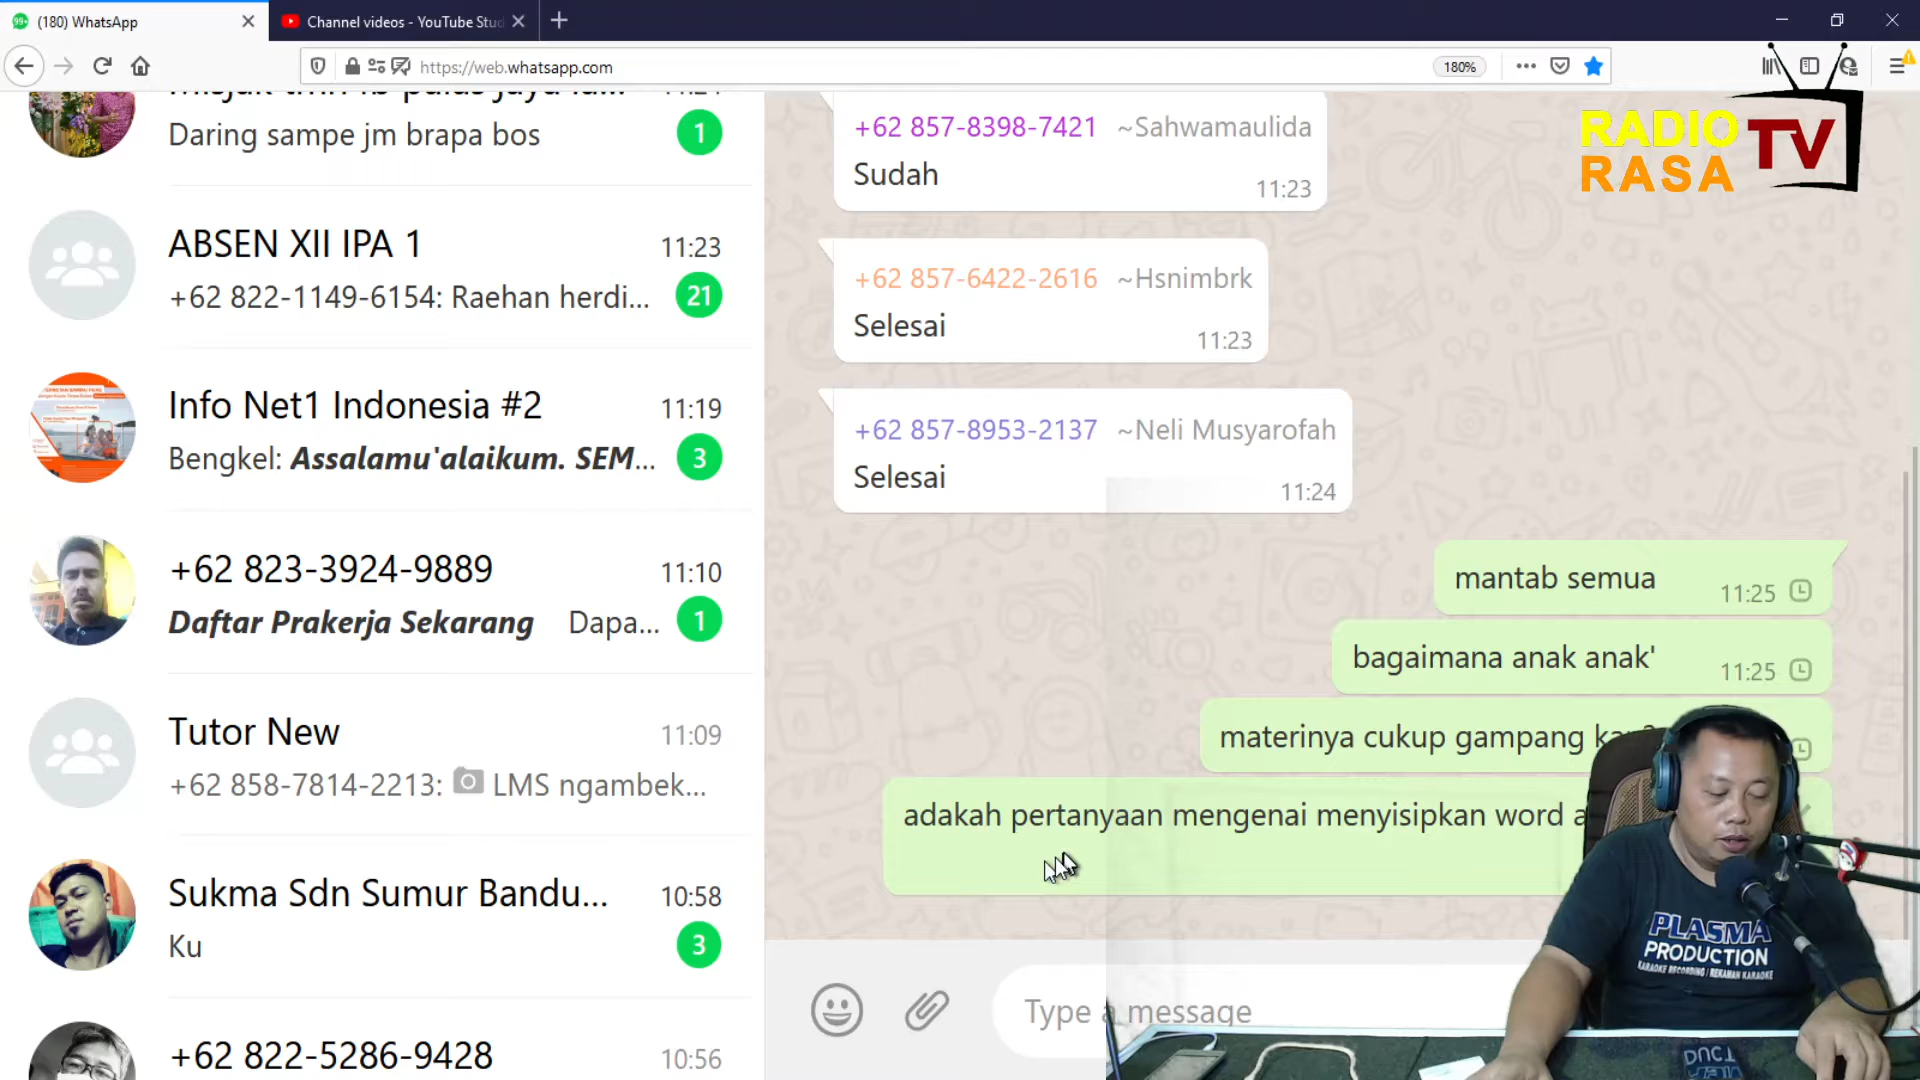 (180) WhatsApp
Channel videos - YouTube Stud
https://web.whatsapp.com
180%
RADIO
RASA
TV
Daring sampe jm brapa bos
1
ABSEN XII IPA 1
11:23
+62 822-1149-6154: Raehan herdi...
21
Info Net1 Indonesia #2
11:19
Bengkel: Assalamu'alaikum. SEM...
3
+62 823-3924-9889
11:10
Daftar Prakerja Sekarang Dapa...
1
Tutor New
11:09
+62 858-7814-2213: LMS ngambek...
Sukma Sdn Sumur Bandu...
10:58
Ku
3
+62 822-5286-9428
10:56
+62 857-8398-7421 ~Sahwamaulida
Sudah
11:23
+62 857-6422-2616 ~Hsnimbrk
Selesai
11:23
+62 857-8953-2137 ~Neli Musyarofah
Selesai
11:24
mantab semua
11:25
bagaimana anak anak'
11:25
materinya cukup gampang
adakah pertanyaan mengenai menyisipkan word
Type a message
PLASMA
PRODUCTION
KARAOKE RECORDING / REKAMAN KARAOKE